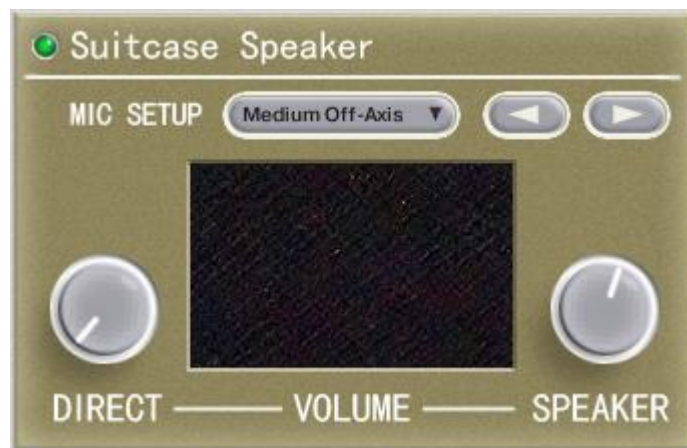 Suitcase Speaker
MIC SETUP Medium Off-Axis
DIRECT VOLUME SPEAKER